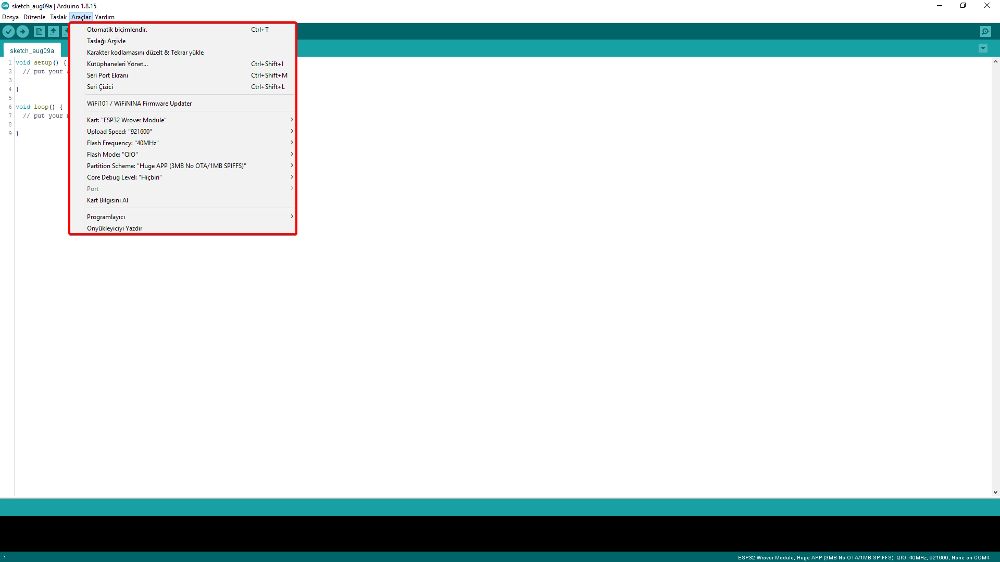 sketch_aug09a | Arduino 1.8.15
Dosya Düzenle Taslak Araçlar Yardım
Otomatik biçimlendir. Ctrl+T
Taslağı Arşivle
Karakter kodlamasını düzelt & Tekrar yükle
Kütüphaneleri Yönet... Ctrl+Shift+I
Seri Port Ekranı Ctrl+Shift+M
Seri Çizici Ctrl+Shift+L
WiFi101 / WiFiNINA Firmware Updater
Kart: "ESP32 Wrover Module"
Upload Speed: "921600"
Flash Frequency: "40MHz"
Flash Mode: "QIO"
Partition Scheme: "Huge APP (3MB No OTA/1MB SPIFFS)"
Core Debug Level: "Hiçbiri"
Port
Kart Bilgisini Al
Programlayıcı
Önyükleyiciyi Yazdır
sketch_aug09a
1 void setup() {
2 // put your
3
4 }
5
6 void loop() {
7 // put your
8
9 }
1 ESP32 Wrover Module, Huge APP (3MB No OTA/1MB SPIFFS), QIO, 40MHz, 921600, None on COM4